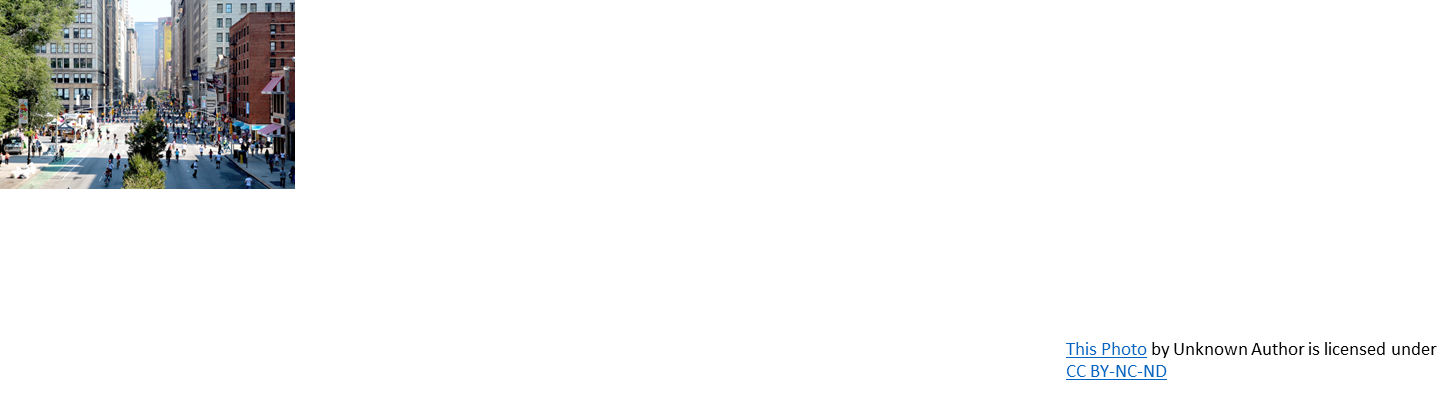 This Photo by Unknown Author is licensed under
CC BY-NC-ND